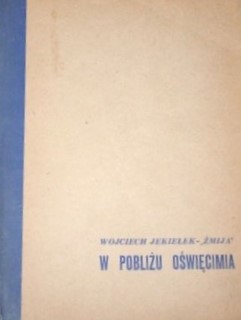 WOJCIECH JEKIEŁEK-„ŻMIJA”
W POBLIŻU OŚWIĘCIMIA